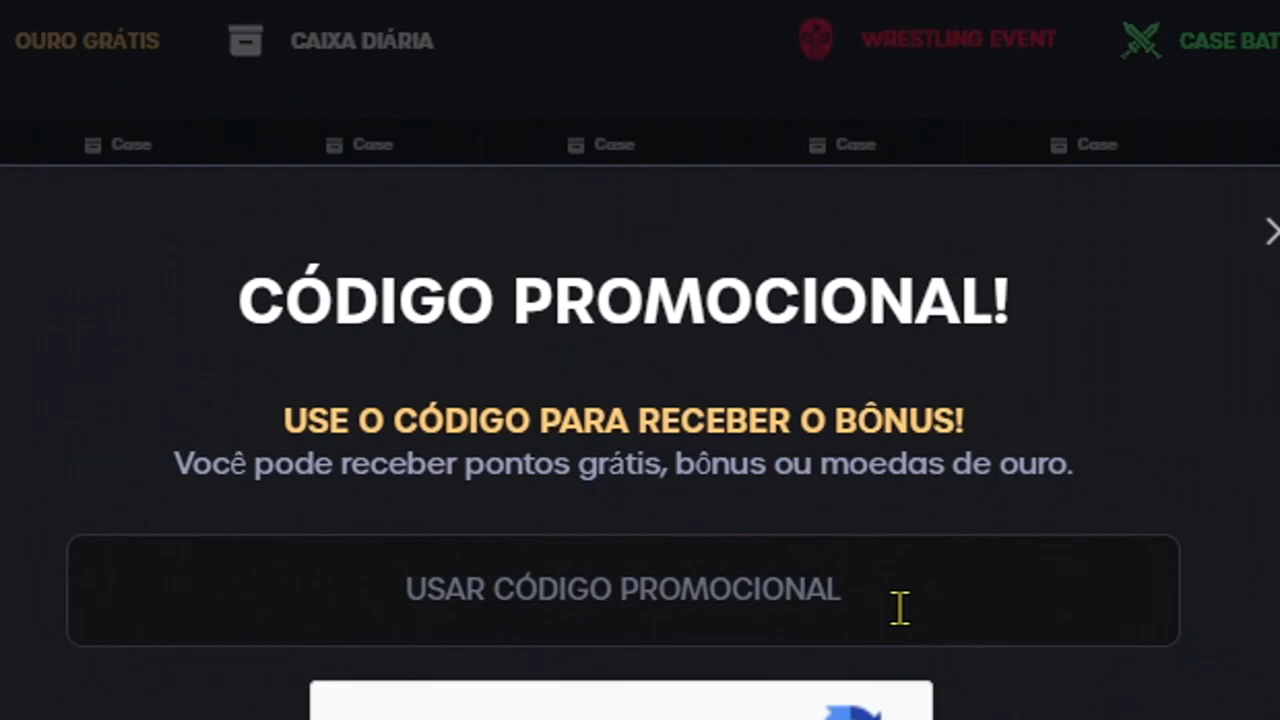 OURO GRÁTIS CAIXA DIÁRIA WRESTLING EVENT CASE BAT
Case Case Case Case Case
CÓDIGO PROMOCIONAL!
USE O CÓDIGO PARA RECEBER O BÔNUS!
Você pode receber pontos grátis, bônus ou moedas de ouro.
USAR CÓDIGO PROMOCIONAL